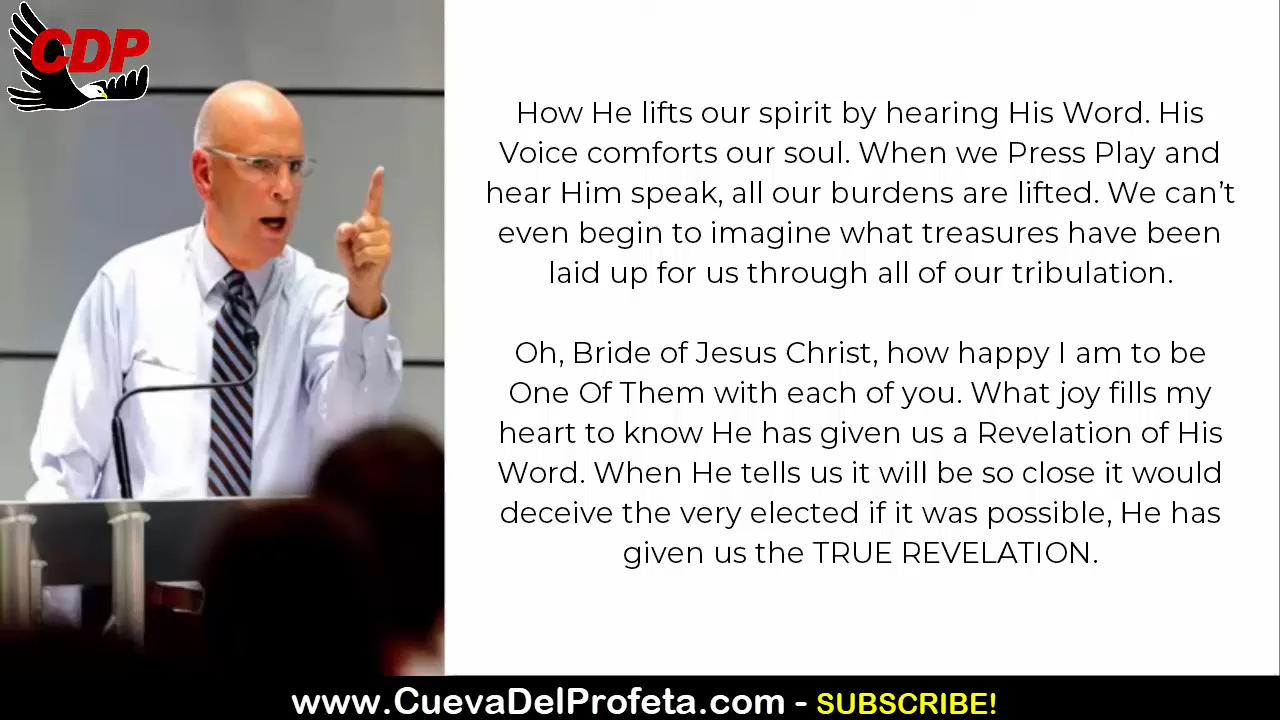 CDP
How He lifts our spirit by hearing His Word. His
Voice comforts our soul. When we Press Play and
hear Him speak, all our burdens are lifted. We can't
even begin to imagine what treasures have been
laid up for us through all of our tribulation.
Oh, Bride of Jesus Christ, how happy I am to be
One Of Them with each of you. What joy fills my
heart to know He has given us a Revelation of His
Word. When He tells us it will be so close it would
deceive the very elected if it was possible, He has
given us the TRUE REVELATION.
www.CuevaDelProfeta.com - SUBSCRIBE!